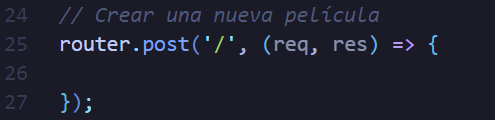 24 // Crear una nueva película
25 router.post('/', (req, res) => {
26
27 });